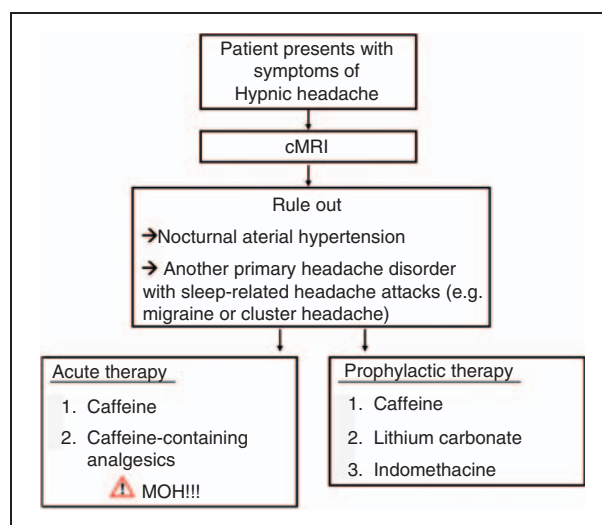 Patient presents with
symptoms of
Hypnic headache
cMRI
Rule out
→Nocturnal aterial hypertension
→ Another primary headache disorder
with sleep-related headache attacks (e.g.
migraine or cluster headache)
Acute therapy
1. Caffeine
2. Caffeine-containing
analgesics
MOH!!!
Prophylactic therapy
1. Caffeine
2. Lithium carbonate
3. Indomethacine